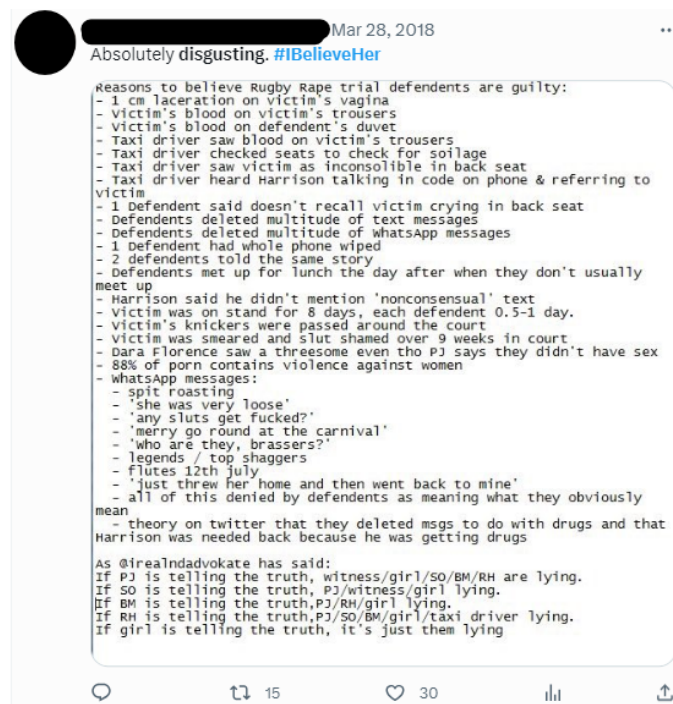 Mar 28, 2018
Absolutely disgusting. #IBelieveHer
Reasons to believe Rugby Rape trial defendents are guilty:
- 1 cm laceration on victim's vagina
- Victim's blood on victim's trousers
- Victim's blood on defendent's duvet
- Taxi driver saw blood on victim's trousers
- Taxi driver checked seats to check for soilage
- Taxi driver saw victim as inconsolible in back seat
- Taxi driver heard Harrison talking in code on phone & referring to
victim
- 1 Defendent said doesn't recall victim crying in back seat
- Defendents deleted multitude of text messages
- Defendents deleted multitude of WhatsApp messages
- 1 Defendent had whole phone wiped
- 2 defendents told the same story
- Defendents met up for lunch the day after when they don't usually
meet up
- Harrison said he didn't mention 'nonconsensual' text
- Victim was on stand for 8 days, each defendent 0.5-1 day.
- Victim's knickers were passed around the court
- Victim was smeared and slut shamed over 9 weeks in court
- Dara Florence saw a threesome even tho PJ says they didn't have sex
- 88% of porn contains violence against women
- WhatsApp messages:
- spit roasting
- 'she was very loose'
- 'any sluts get fucked?'
- 'merry go round at the carnival'
- 'who are they, brassers?'
- legends / top shaggers
- flutes 12th july
- 'just threw her home and then went back to mine'
- all of this denied by defendents as meaning what they obviously
mean
- theory on twitter that they deleted msgs to do with drugs and that
Harrison was needed back because he was getting drugs
As @irealndadvokate has said:
If PJ is telling the truth, witness/girl/SO/BM/RH are lying.
If SO is telling the truth, PJ/witness/girl lying.
If BM is telling the truth,PJ/RH/girl lying.
If RH is telling the truth,PJ/SO/BM/girl/taxi driver lying.
If girl is telling the truth, it's just them lying
15
30